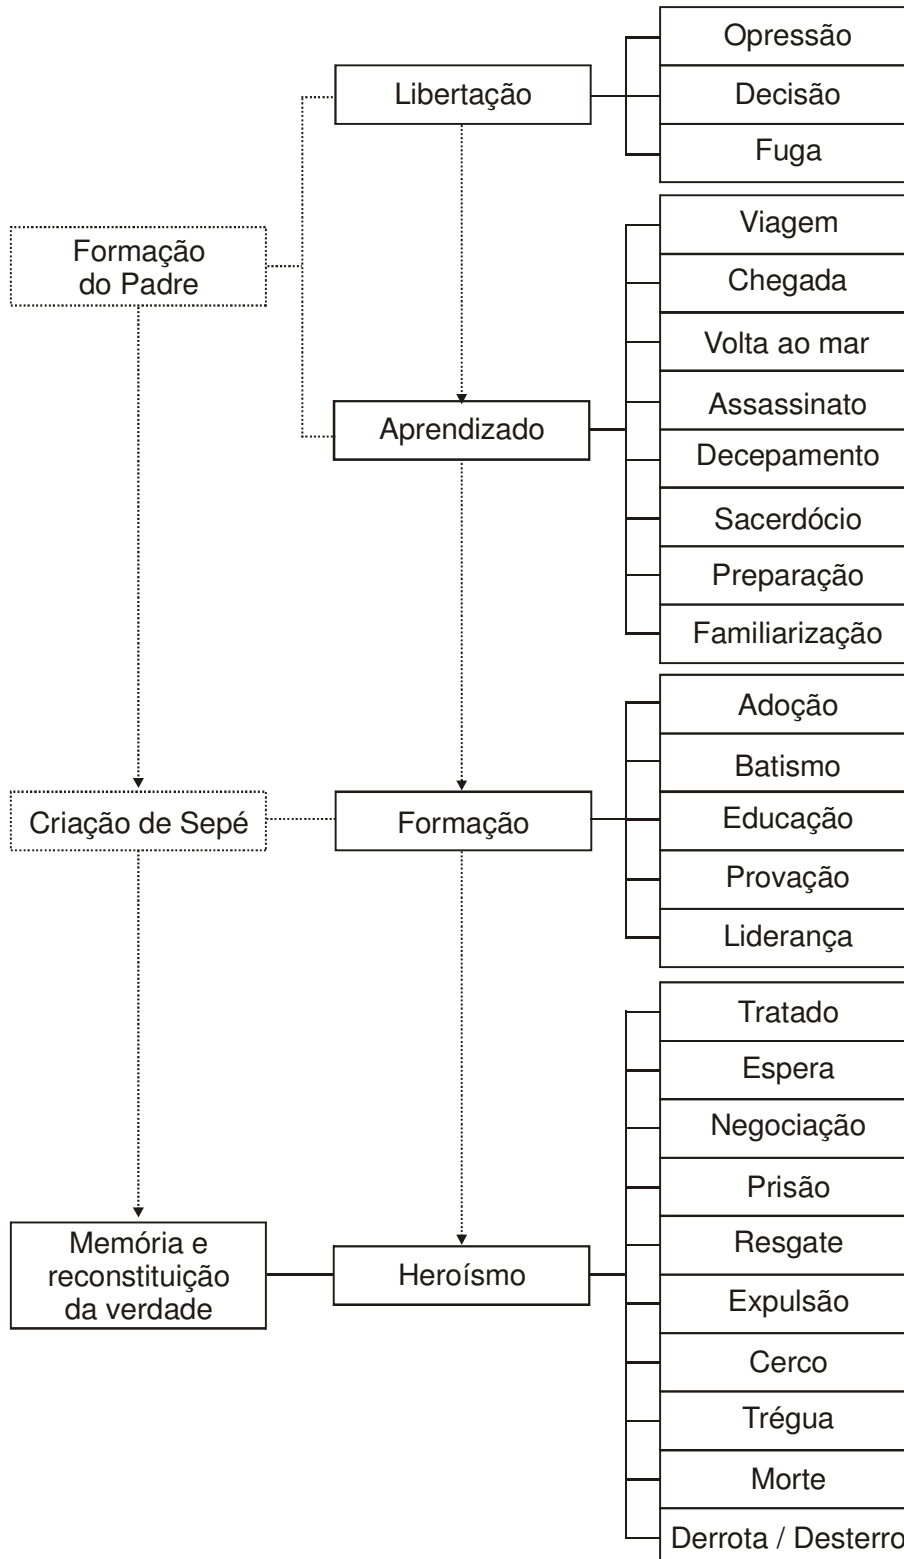 Opressão
Libertação
Decisão
Fuga
Formação
do Padre
Viagem
Chegada
Volta ao mar
Aprendizado
Assassinato
Decepamento
Sacerdócio
Preparação
Familiarização
Criação de Sepé
Formação
Adoção
Batismo
Educação
Provação
Liderança
Memória e
reconstituição
da verdade
Heroísmo
Tratado
Espera
Negociação
Prisão
Resgate
Expulsão
Cerco
Trégua
Morte
Derrota / Desterro